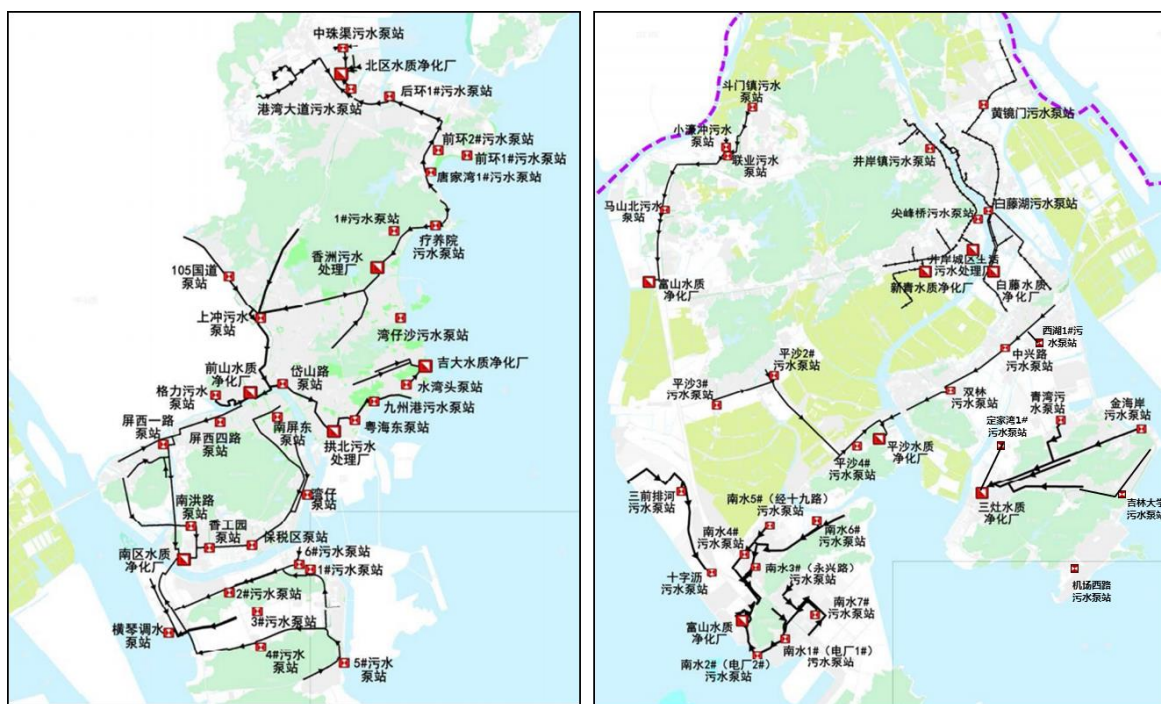 中珠渠污水泵站
北区水质净化厂
港湾大道污水泵站
后环1#污水泵站
前环2#污水泵站
前环1#污水泵站
唐家湾1#污水泵站
1#污水泵站
疗养院
污水泵站
香洲污水
处理厂
105国道
泵站
上冲污水
泵站
湾仔沙污水泵站
前山水质
净化厂
岱山路
泵站
吉大水质净化厂
格力污水
泵站
水湾头泵站
九州港污水泵站
屏西一路
泵站
屏西四路
泵站
南屏东
泵站
粤海东泵站
拱北污水
处理厂
湾仔
泵站
南洪路
泵站
香工园
泵站
保税区泵站
南区水质
净化厂
6#污水泵站
1#污水泵站
2#污水泵站
3#污水泵站
横琴调水
泵站
4#污水
泵站
5#污水
泵站
斗门镇污水
泵站
黄镜门污水泵站
小濠冲污水
泵站
联业污水
泵站
井岸镇污水泵站
马山北污水
泵站
白藤湖污水泵站
尖峰桥污水泵站
井岸城区生活
污水处理厂
富山水质
净化厂
新青水质净化厂
白藤水质
净化厂
西湖1#污
水泵站
中兴路
污水泵站
平沙2#
污水泵站
平沙3#
污水泵站
双林
污水泵站
青湾污
水泵站
金海岸
污水泵站
定家湾1#
污水泵站
平沙4#
污水泵站
平沙水质
净化厂
三前排河
污水泵站
南水5#（经十九路）
污水泵站
南水4#
污水泵站
南水6#
污水泵站
三灶水质
净化厂
吉林大学
污水泵站
南水3#（永兴路）
污水泵站
十字沥
污水泵站
机场西路
污水泵站
南水7#
污水泵站
富山水质
净化厂
南水1#（电厂1#）
污水泵站
南水2#（电厂2#）
污水泵站